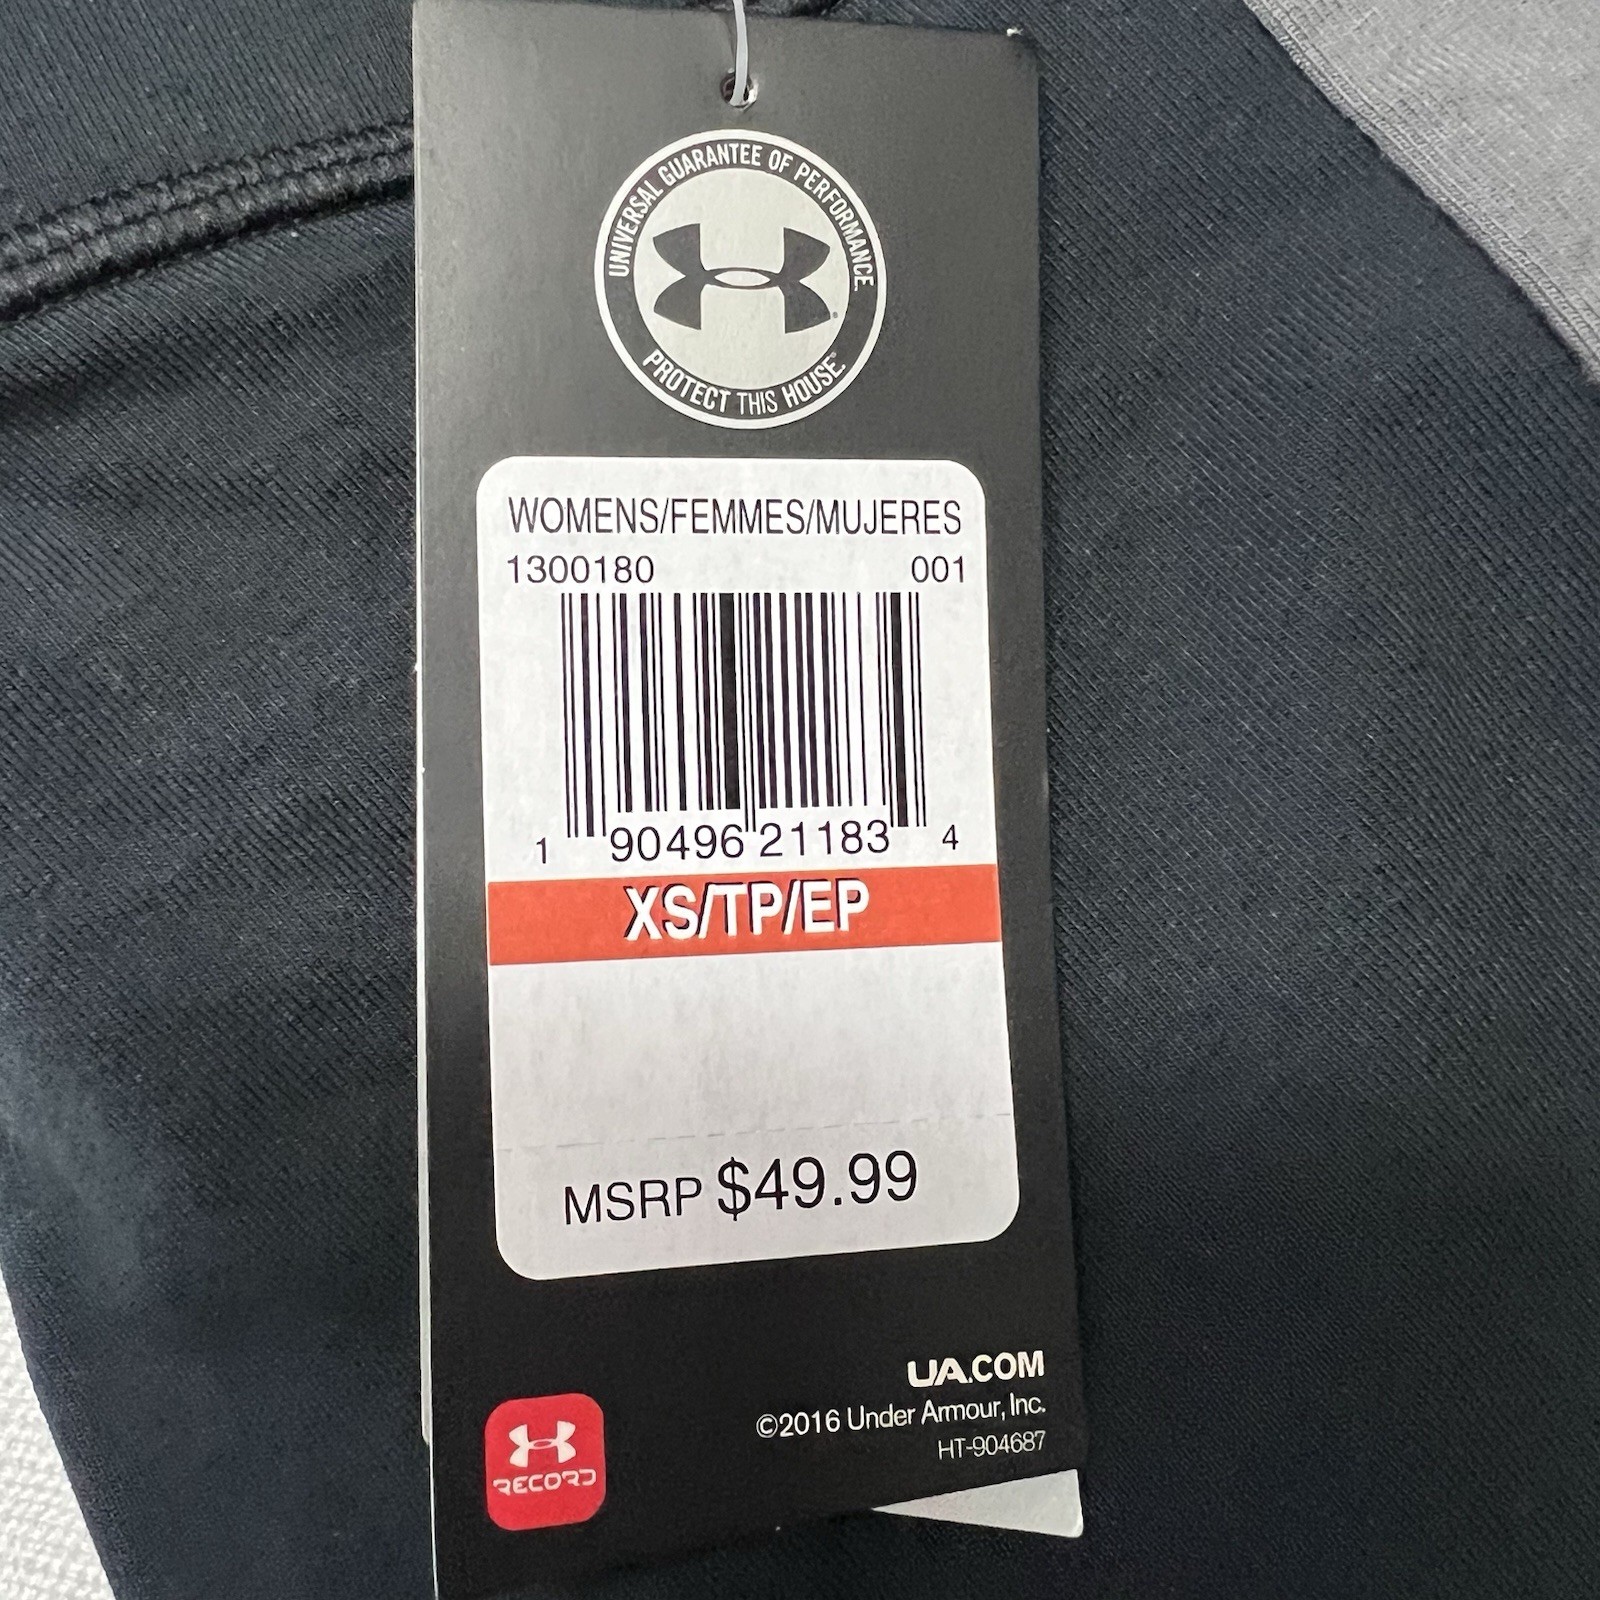 UNIVERSAL GUARANTEE OF PERFORMANCE.
PROTECT THIS HOUSE.®
WOMENS/FEMMES/MUJERES
1300180 001
1 90496 21183 4
XS/TP/EP
MSRP $49.99
UA.COM
©2016 Under Armour, Inc.
HT-904687
RECORD